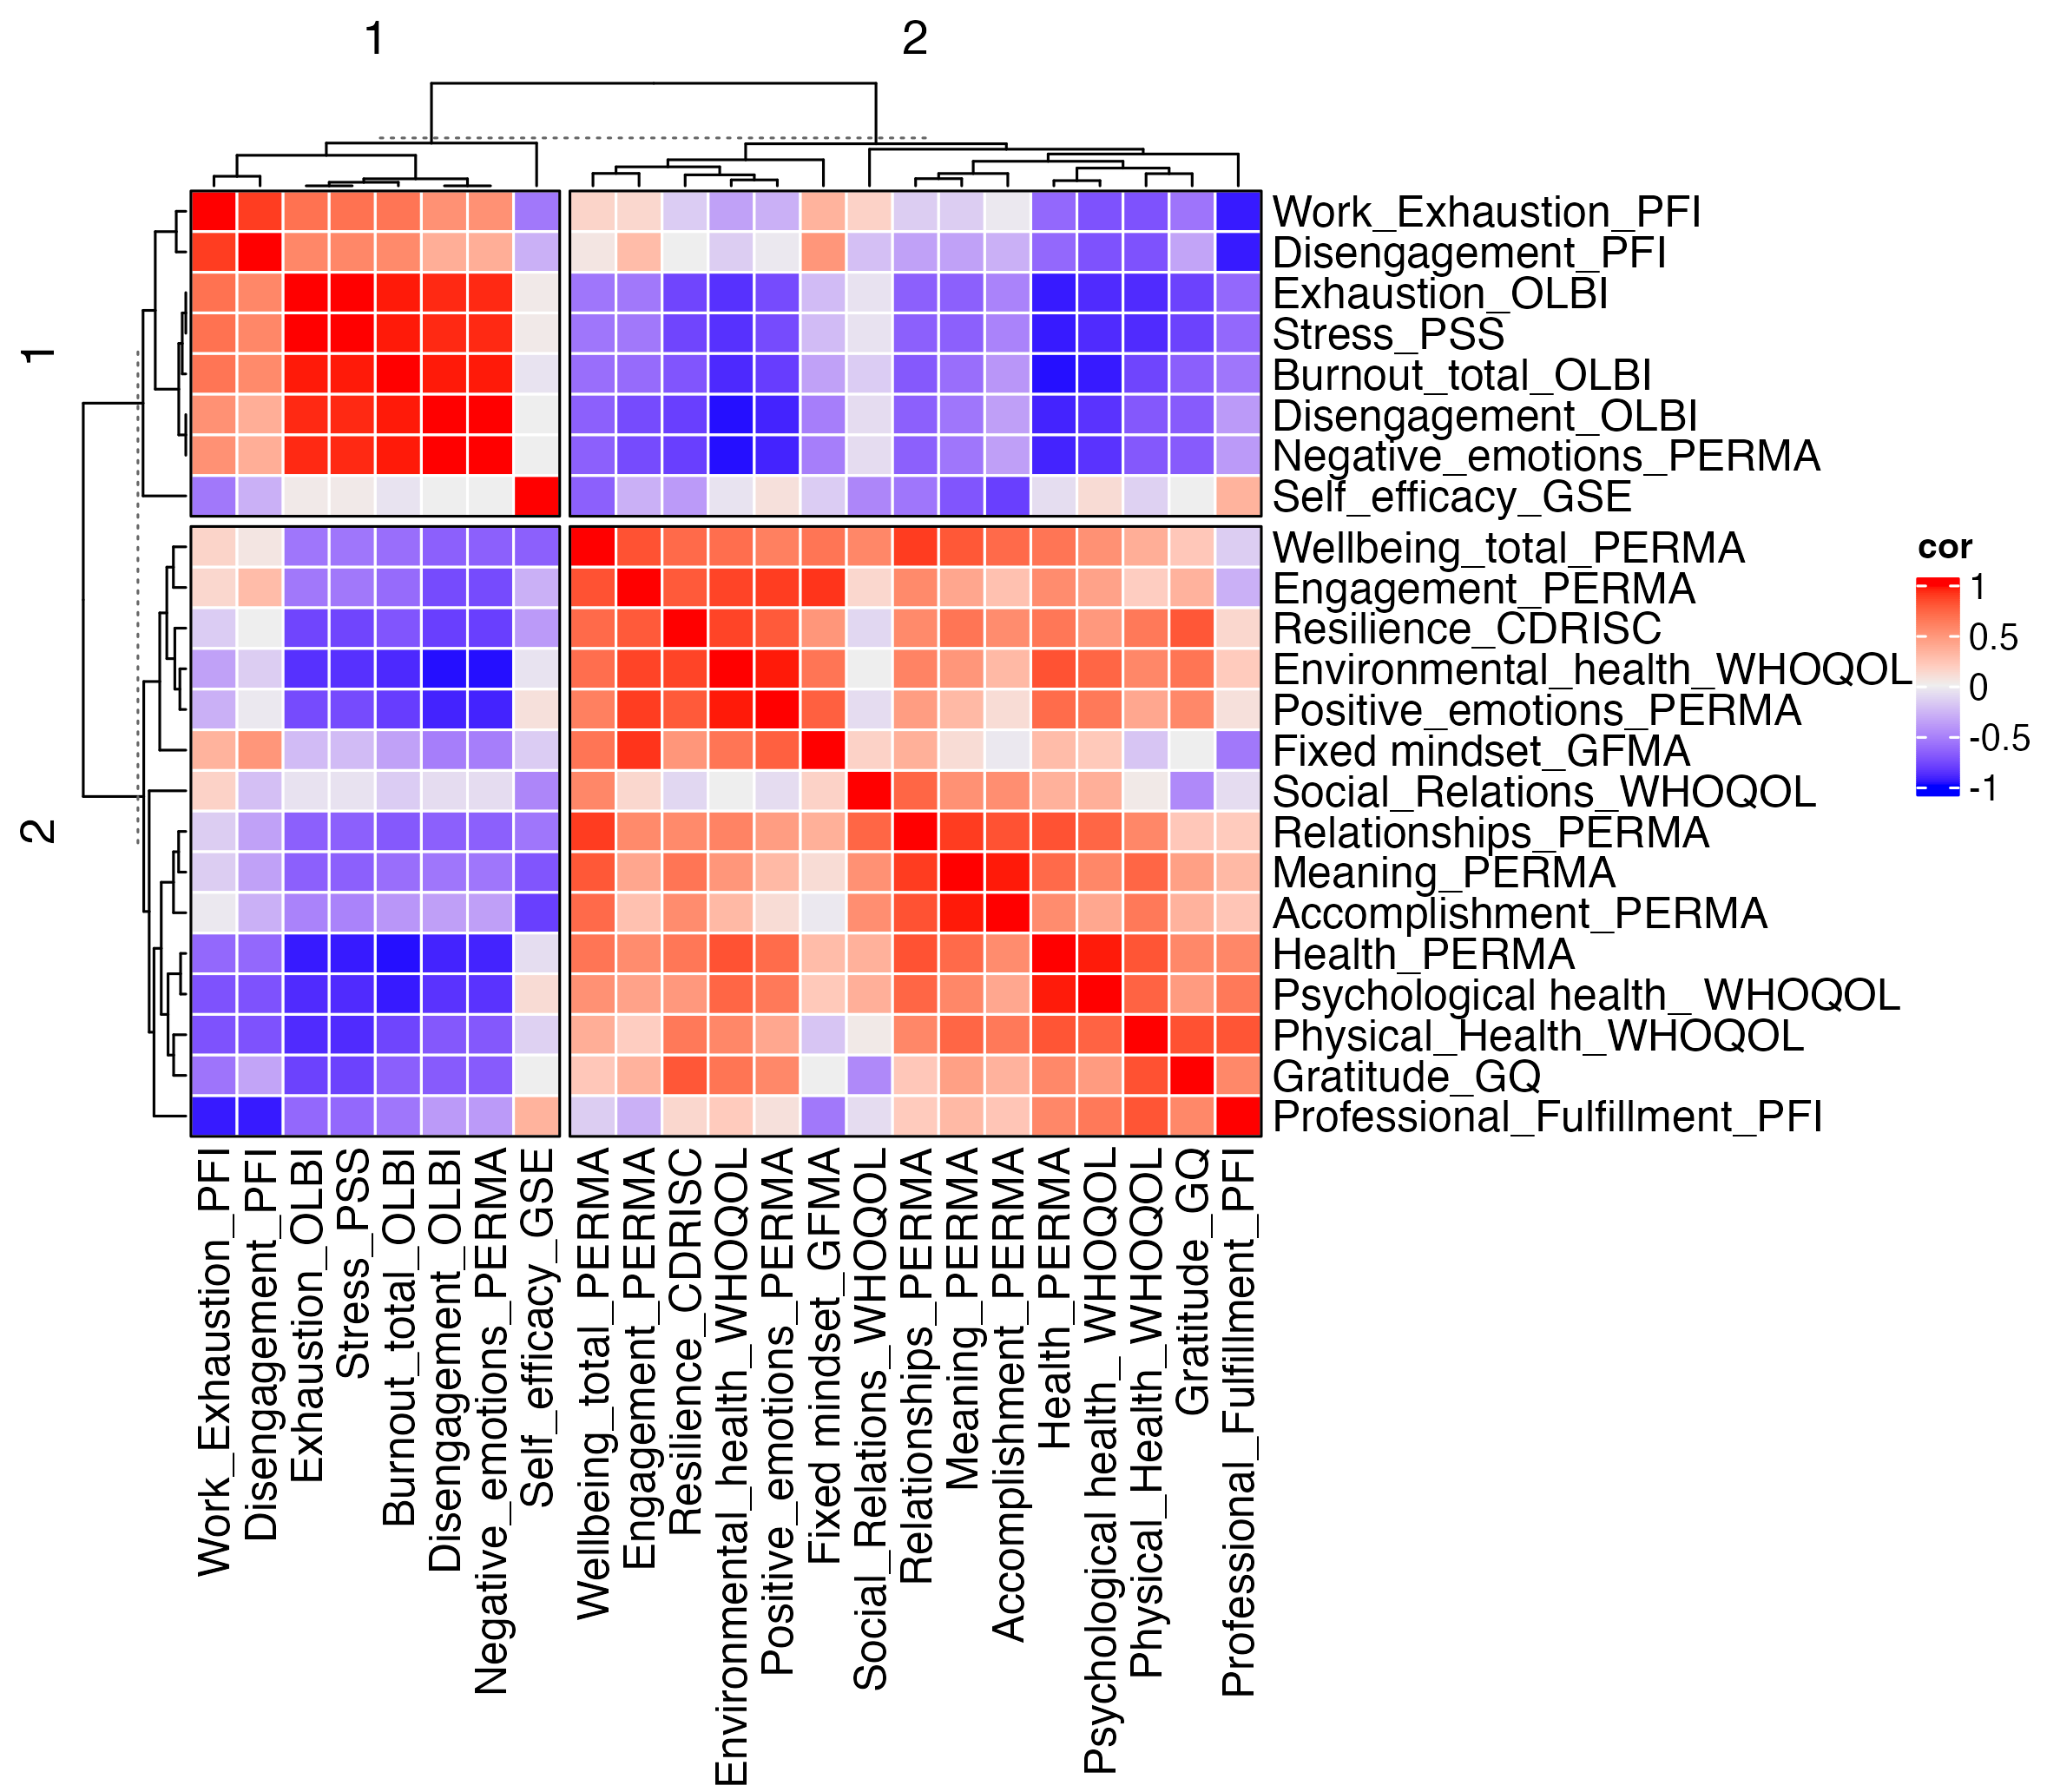 1
2
1
2
Work_Exhaustion_PFI
Disengagement_PFI
Exhaustion_OLBI
Stress_PSS
Burnout_total_OLBI
Disengagement_OLBI
Negative_emotions_PERMA
Self_efficacy_GSE
Wellbeing_total_PERMA
Engagement_PERMA
Resilience_CDRISC
Environmental_health_WHOQOL
Positive_emotions_PERMA
Fixed mindset_GFMA
Social_Relations_WHOQOL
Relationships_PERMA
Meaning_PERMA
Accomplishment_PERMA
Health_PERMA
Psychological health_ WHOQOL
Physical_Health_WHOQOL
Gratitude_GQ
Professional_Fulfillment_PFI
cor
1
0.5
0
-0.5
-1
Work_Exhaustion_PFI
Disengagement_PFI
Exhaustion_OLBI
Stress_PSS
Burnout_total_OLBI
Disengagement_OLBI
Negative_emotions_PERMA
Self_efficacy_GSE
Wellbeing_total_PERMA
Engagement_PERMA
Resilience_CDRISC
Environmental_health_WHOQOL
Positive_emotions_PERMA
Fixed mindset_GFMA
Social_Relations_WHOQOL
Relationships_PERMA
Meaning_PERMA
Accomplishment_PERMA
Health_PERMA
Psychological health_ WHOQOL
Physical_Health_WHOQOL
Gratitude_GQ
Professional_Fulfillment_PFI